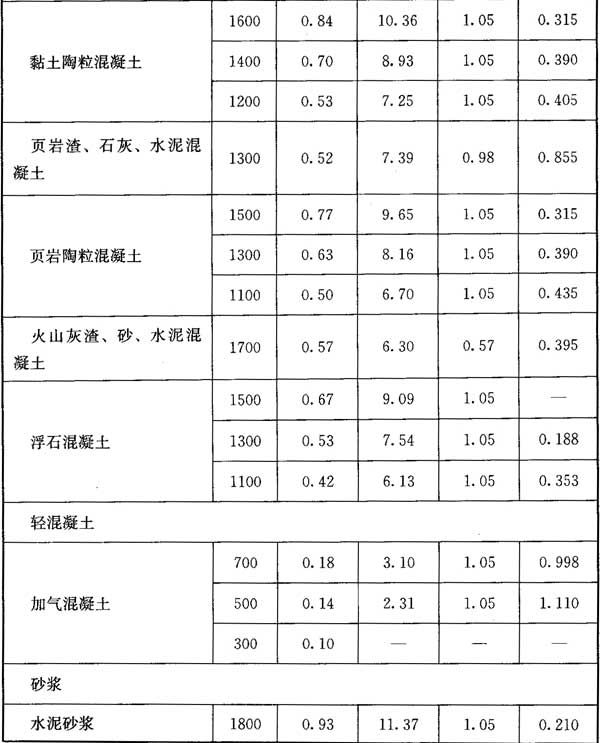 黏土陶粒混凝土 1600 0.84 10.36 1.05 0.315
1400 0.70 8.93 1.05 0.390
1200 0.53 7.25 1.05 0.405
页岩渣、石灰、水泥混
凝土 1300 0.52 7.39 0.98 0.855
页岩陶粒混凝土 1500 0.77 9.65 1.05 0.315
1300 0.63 8.16 1.05 0.390
1100 0.50 6.70 1.05 0.435
火山灰渣、砂、水泥混
凝土 1700 0.57 6.30 0.57 0.395
浮石混凝土 1500 0.67 9.09 1.05 —
1300 0.53 7.54 1.05 0.188
1100 0.42 6.13 1.05 0.353
轻混凝土
加气混凝土 700 0.18 3.10 1.05 0.998
500 0.14 2.31 1.05 1.110
300 0.10 — — —
砂浆
水泥砂浆 1800 0.93 11.37 1.05 0.210